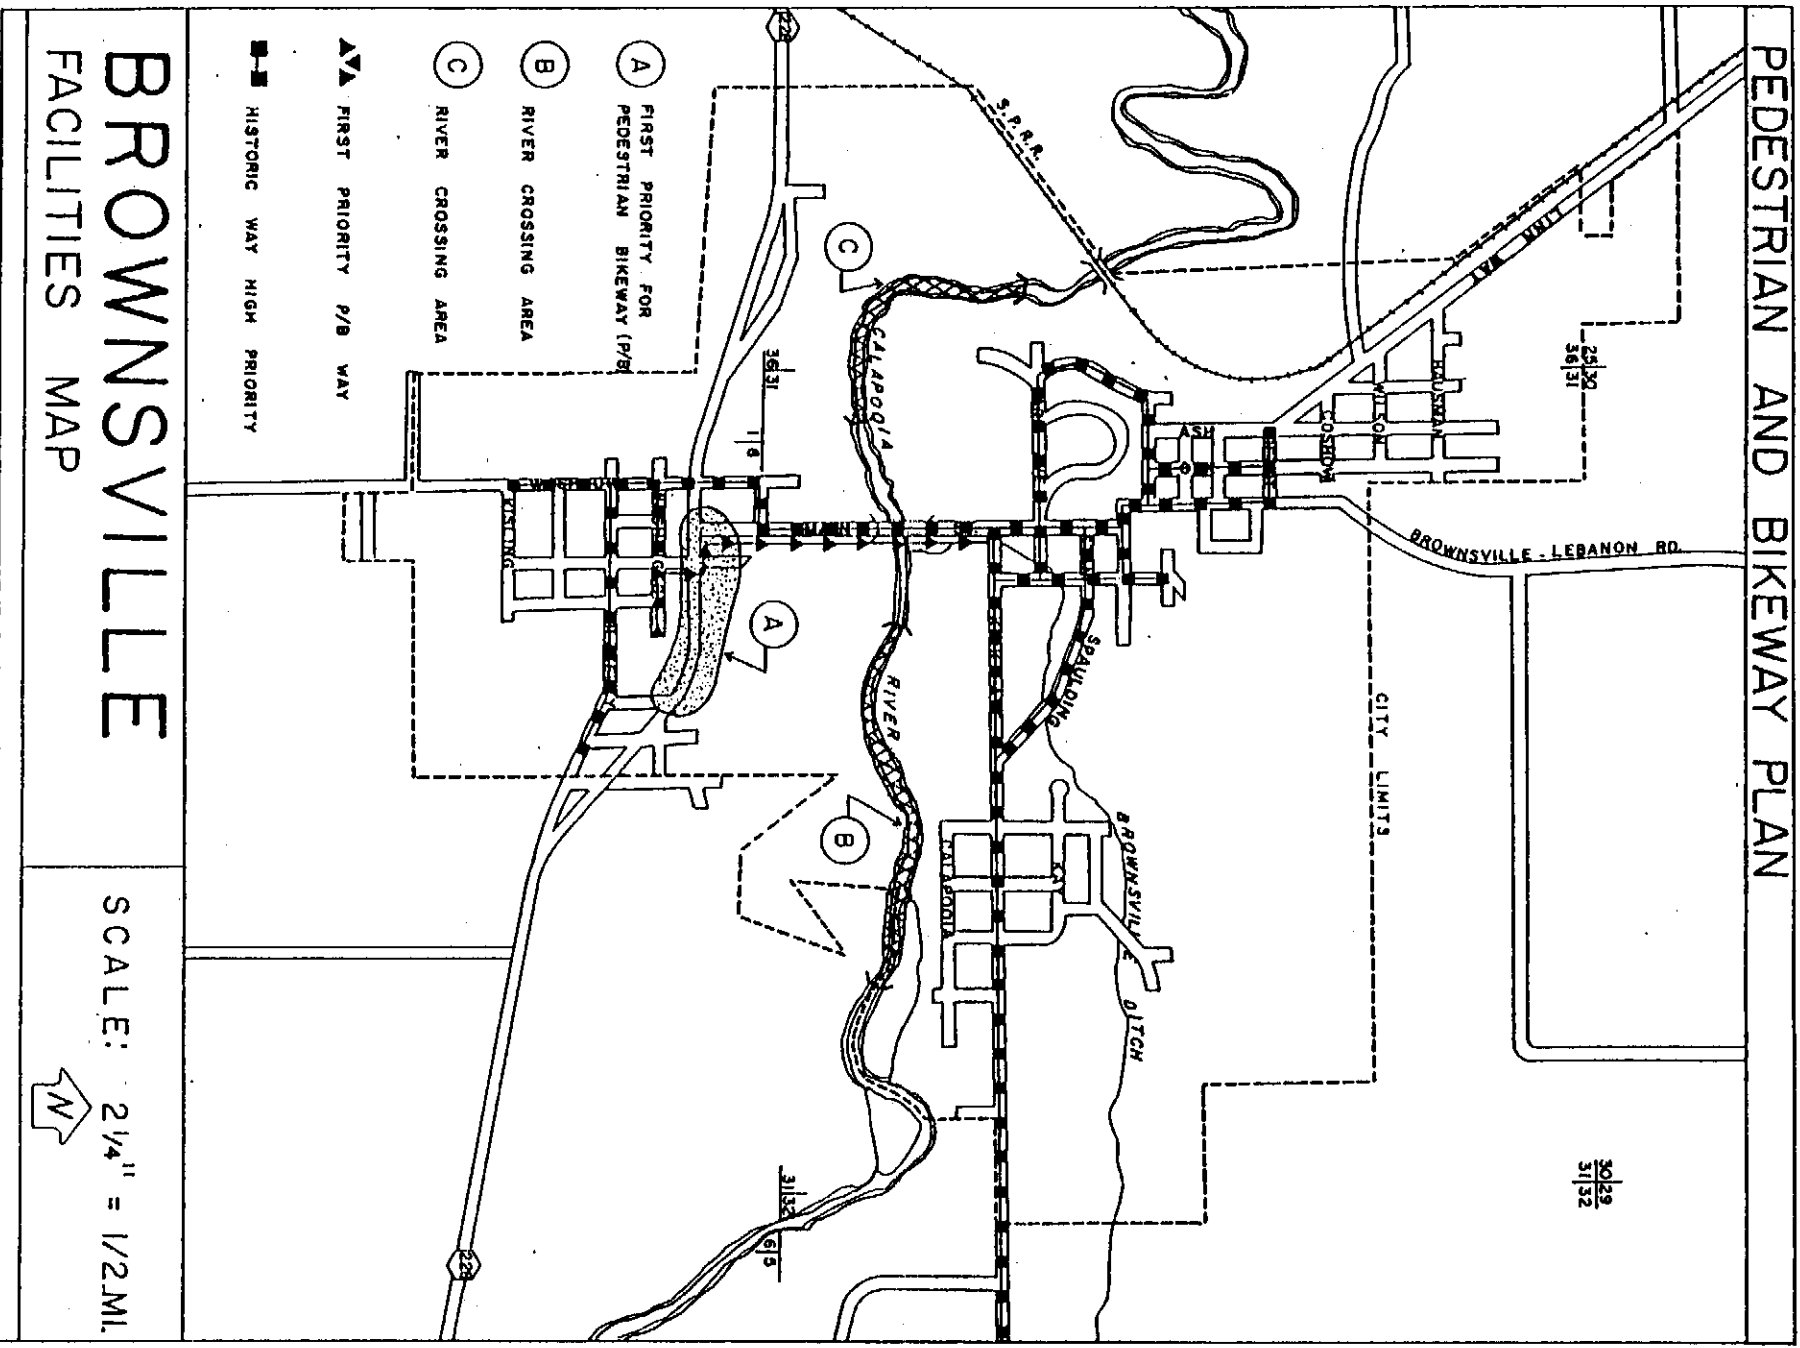 PEDESTRIAN AND BIKEWAY PLAN
25|30
36|31
30|29
31|32
LINN WAY
HAUSMAN
WILSON
COSHOW
ASH
BROWNSVILLE - LEBANON RD.
CITY LIMITS
S.P.R.R.
SPAULDING
BROWNSVILLE DITCH
KAY
CALAPOOIA
CALAPOOIA
RIVER
MAIN
C
B
A
36|31
1|6
31|32
6|5
KISLING
228
228
A FIRST PRIORITY FOR
PEDESTRIAN BIKEWAY (P/B)
B RIVER CROSSING AREA
C RIVER CROSSING AREA
FIRST PRIORITY P/B WAY
HISTORIC WAY HIGH PRIORITY
BROWNSVILLE
FACILITIES MAP
SCALE: 2 1/4" = 1/2 MI.
N